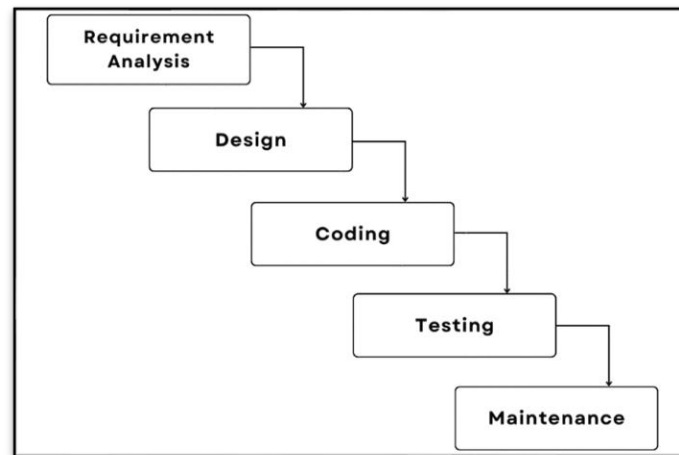 Requirement
Analysis
Design
Coding
Testing
Maintenance